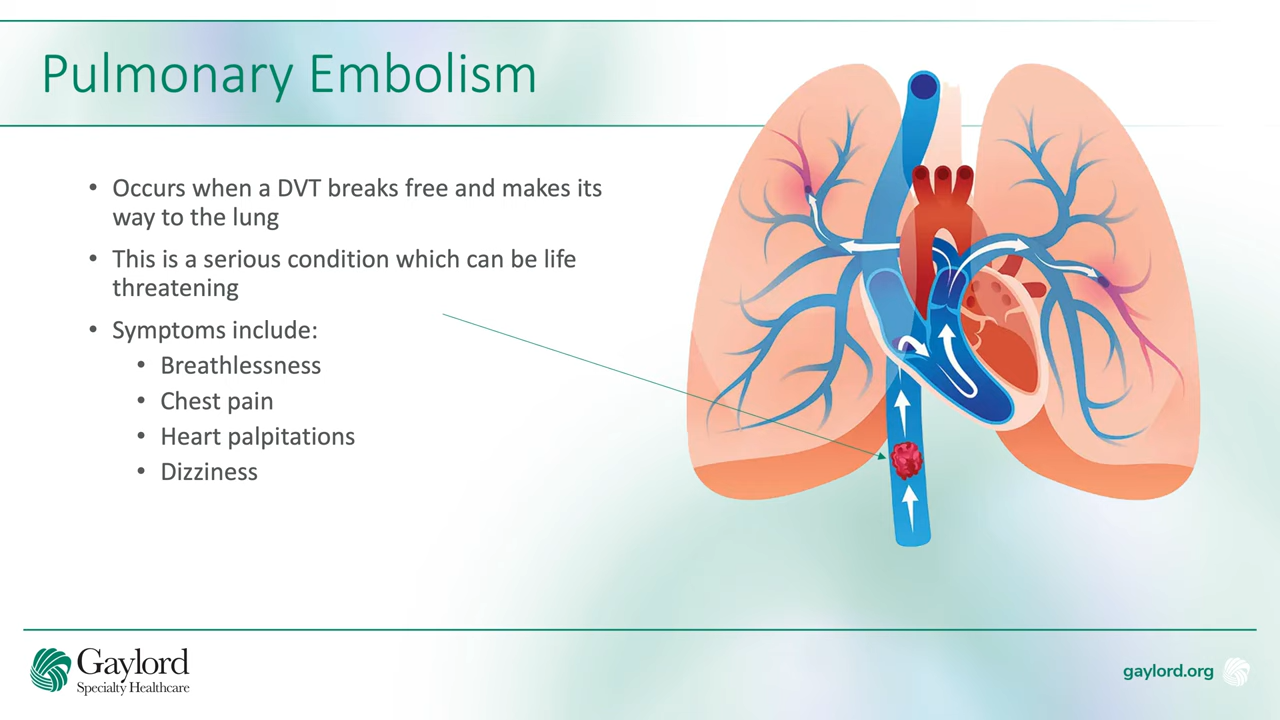 Pulmonary Embolism
• Occurs when a DVT breaks free and makes its
way to the lung
• This is a serious condition which can be life
threatening
• Symptoms include:
• Breathlessness
• Chest pain
• Heart palpitations
• Dizziness
Gaylord
Specialty Healthcare
gaylord.org